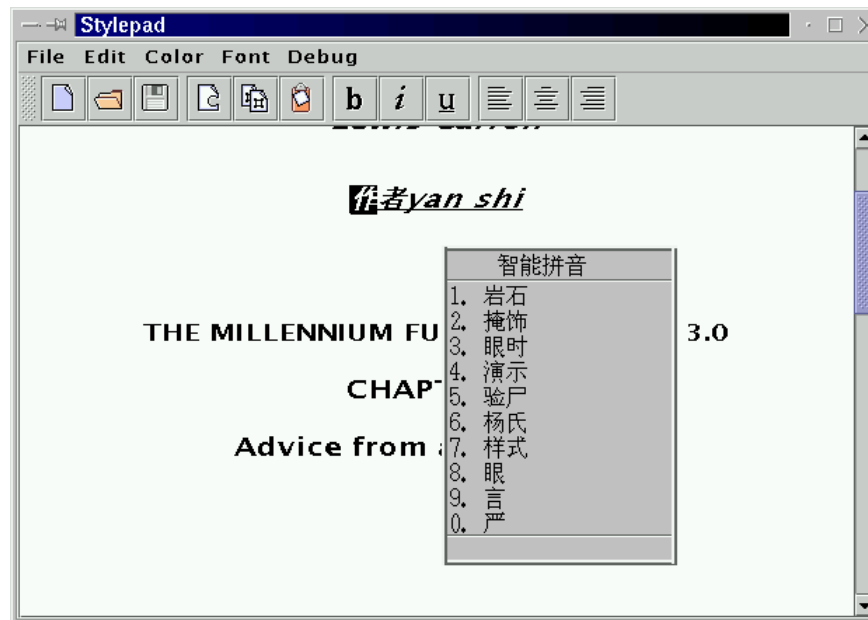 Stylepad
File Edit Color Font Debug
b i u
作者yan shi
智能拼音
1. 岩石
2. 掩饰
3. 眼时
4. 演示
5. 验尸
6. 杨氏
7. 样式
8. 眼
9. 言
0. 严
THE MILLENNIUM FU 3.0
CHAPT
Advice from a